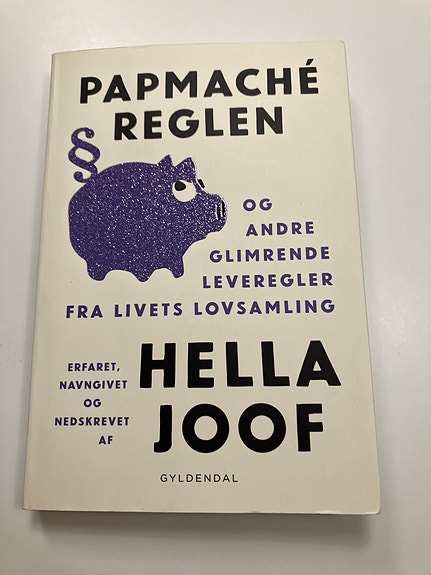 PAPMACHÉ
REGLEN
§
OG
ANDRE
GLIMRENDE
LEVEREGLER
FRA LIVETS LOVSAMLING
ERFARET,
NAVNGIVET
OG
NEDSKREVET
AF
HELLA
JOOF
GYLDENDAL